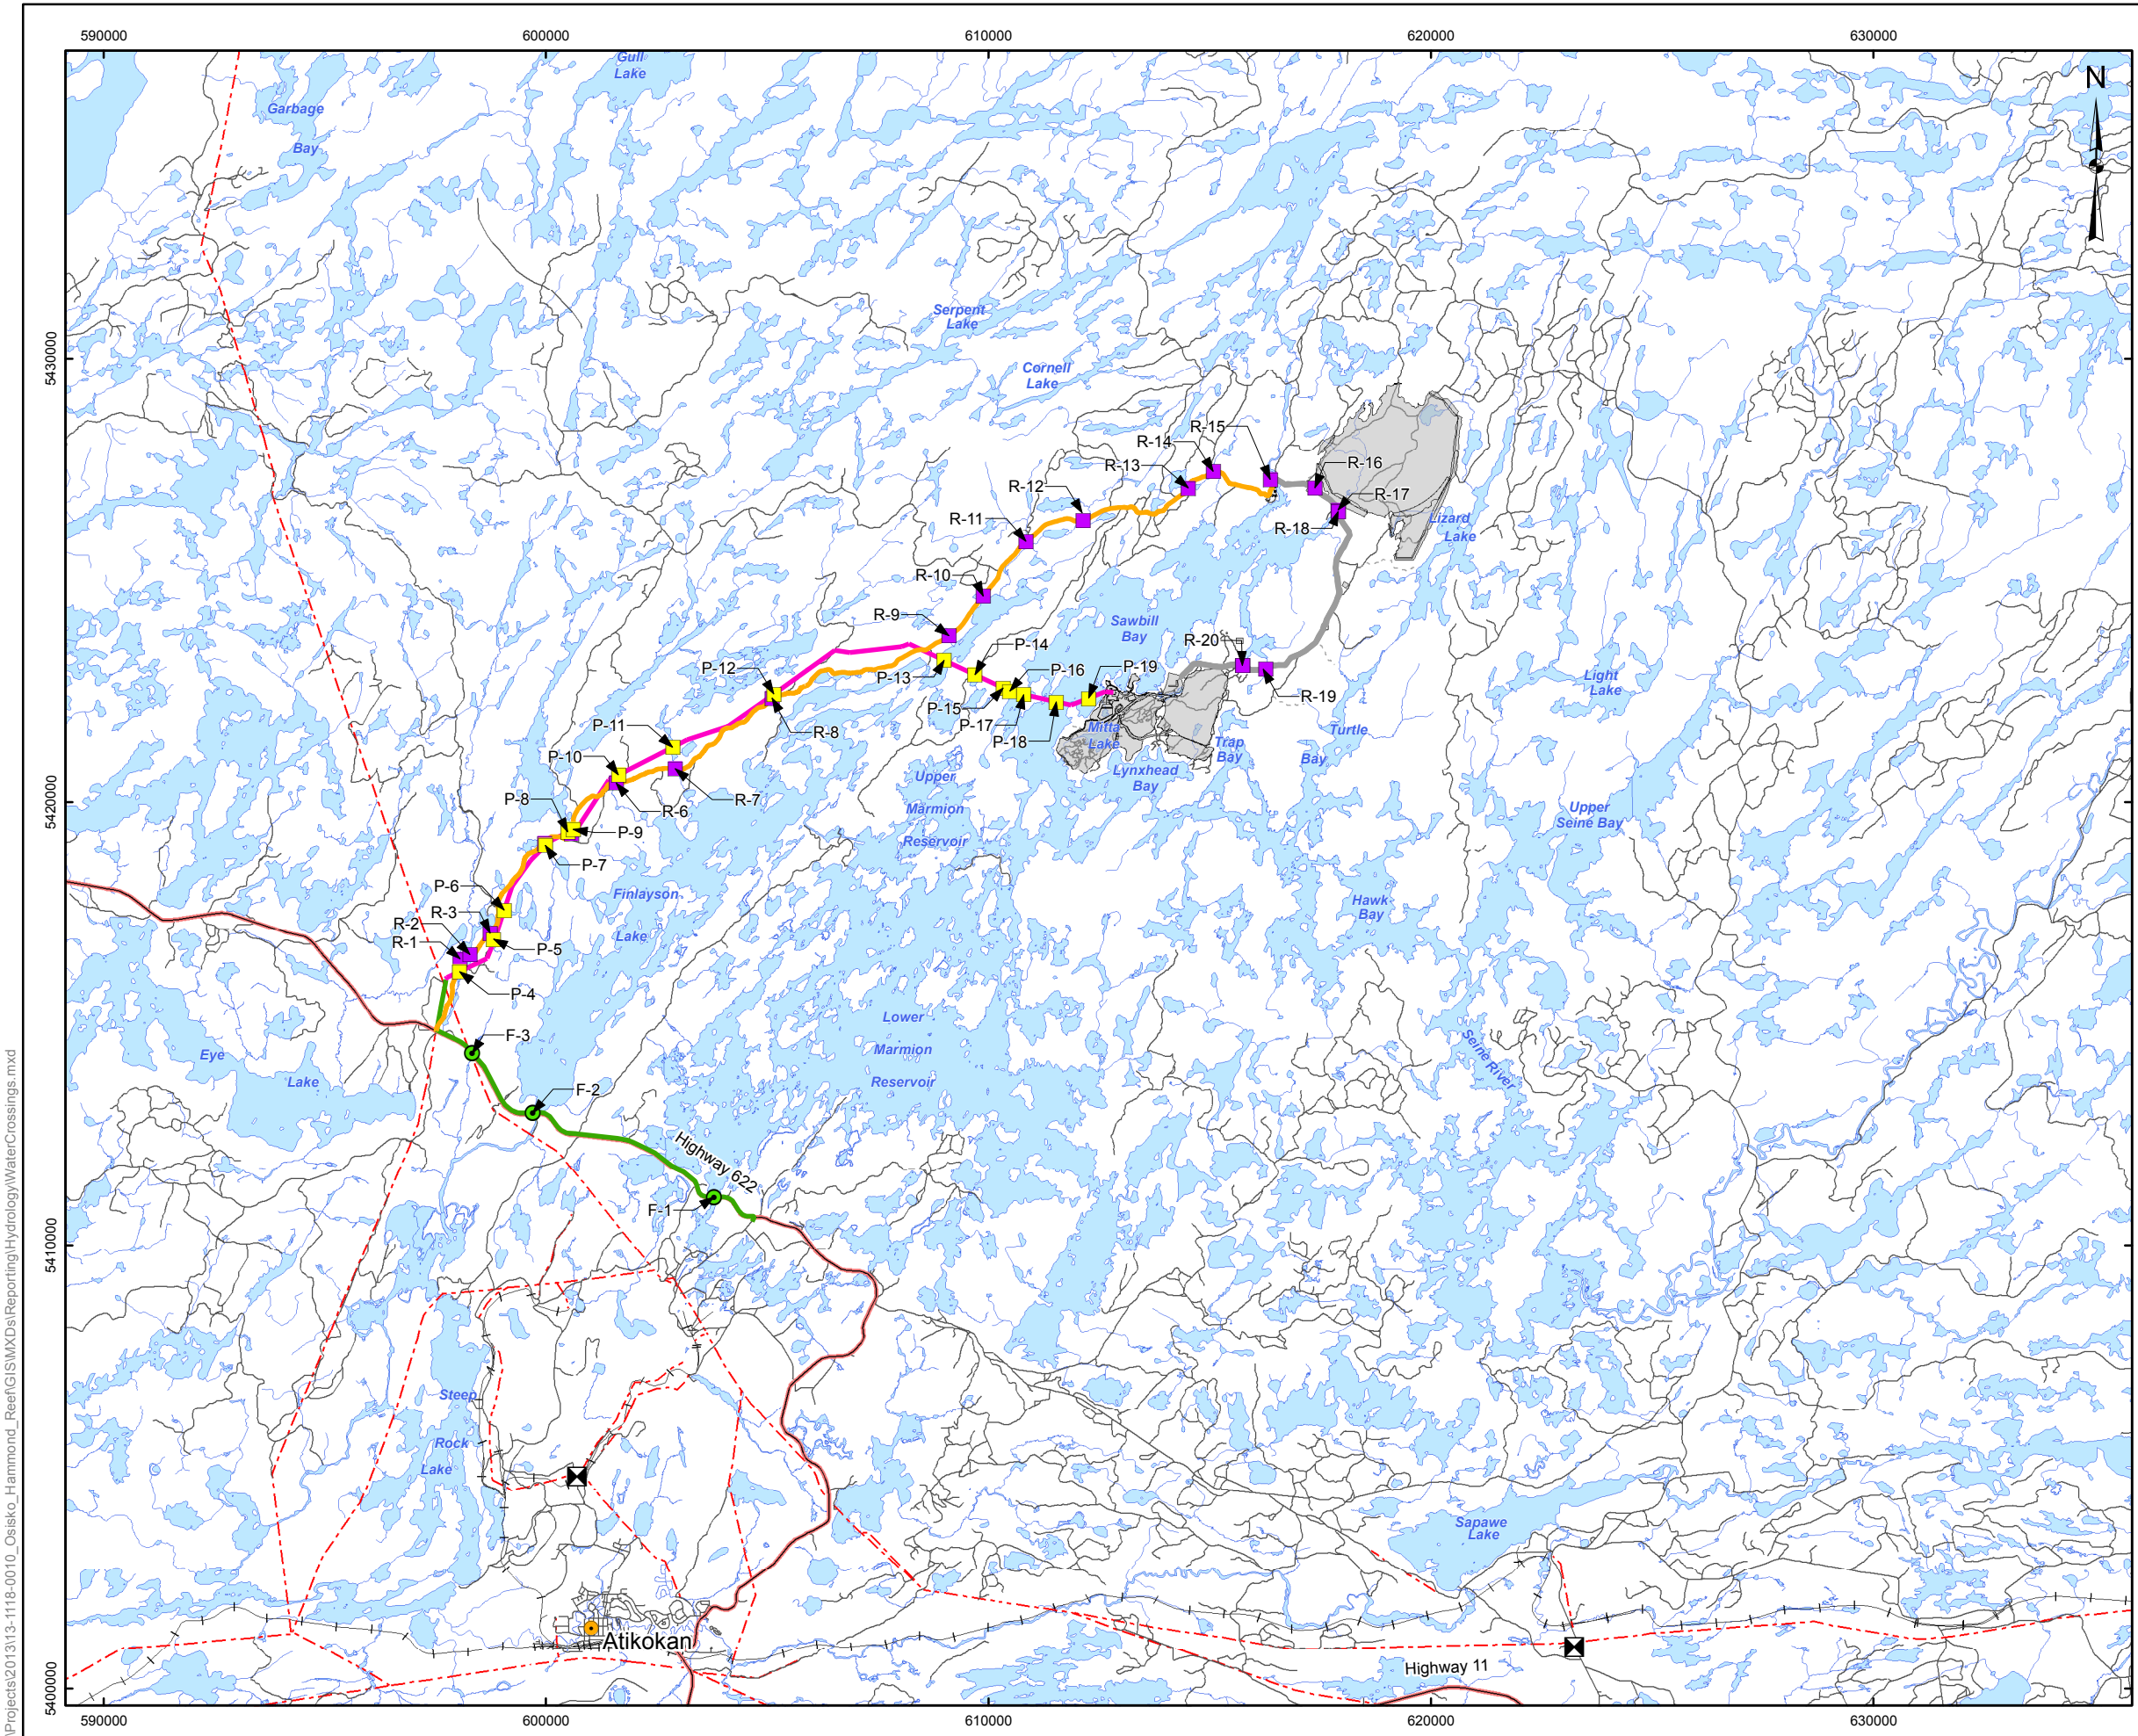 590000
600000
610000
620000
630000
Gull
Lake
N
Garbage
Bay
Serpent
Lake
5430000
Cornell
Lake
R-15
R-14
R-13
R-16
R-12
R-17
R-11
Lizard
Lake
R-18
R-10
R-9
Sawbill
Bay
P-14
R-20
P-12
P-16
P-19
P-13
Light
Lake
R-19
P-15
P-11
P-17
R-8
Mitta
Lake
Turtle
Bay
P-18
Trap
Bay
P-10
Lynxhead
Bay
Upper
Marmion
Reservoir
R-7
P-8
R-6
5420000
Upper
Seine Bay
P-9
P-7
P-6
Finlayson
Lake
Hawk
Bay
R-3
R-2
R-1
P-5
P-4
Lower
Marmion
Reservoir
F-3
Eye
Lake
Seine River
F-2
Highway 622
F-1
5410000
Steep
Rock
Lake
Sapawe
Lake
Atikokan
Highway 11
5400000
590000
600000
610000
620000
630000
\Projects\2013\13-1118-0010_Osisko_Hammond_Reef\GIS\MXDs\Reporting\Hydrology\WaterCrossings.mxd